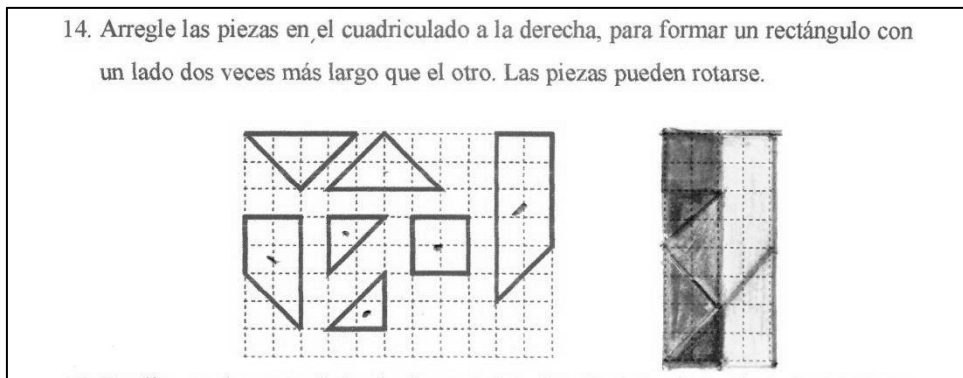 14. Arregle las piezas en el cuadriculado a la derecha, para formar un rectángulo con
un lado dos veces más largo que el otro. Las piezas pueden rotarse.